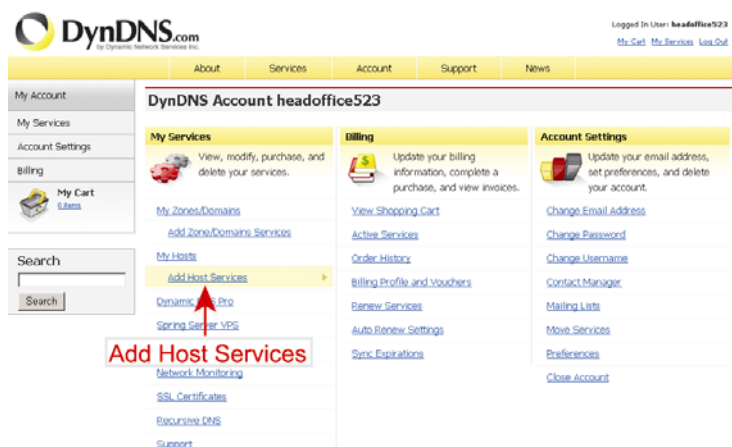 DynDNS.com
by Dynamic Network Services Inc.
Logged In User: headoffice523
My Cart My Services Log Out
About Services Account Support News
My Account
My Services
Account Settings
Billing
My Cart
0 items
Search
Search
DynDNS Account headoffice523
My Services
View, modify, purchase, and
delete your services.
My Zones/Domains
Add Zone/Domains Services
My Hosts
Add Host Services
Dynamic Pro
Spring Server VPS
Add Host Services
Network Monitoring
SSL Certificates
Recursive DNS
Support
Billing
$
Update your billing
information, complete a
purchase, and view invoices.
View Shopping Cart
Active Services
Order History
Billing Profile and Vouchers
Renew Services
Auto Renew Settings
Sync Expirations
Account Settings
Update your email address,
set preferences, and delete
your account.
Change Email Address
Change Password
Change Username
Contact Manager
Mailing Lists
Move Services
Preferences
Close Account